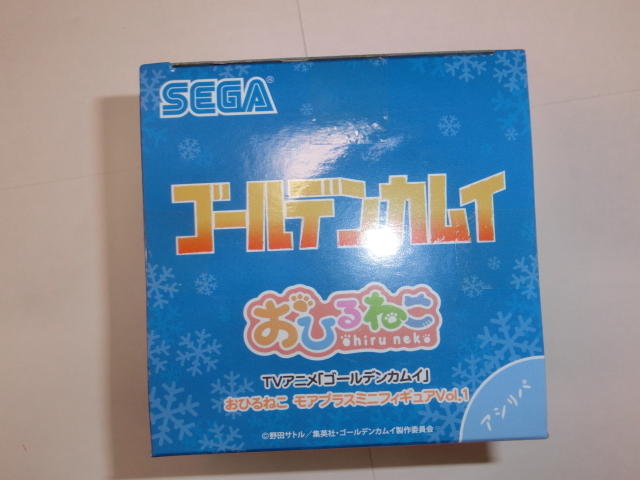 SEGA®
ゴールデンカムイ
おひるねこ
Ohiru neko
TVアニメ「ゴールデンカムイ」
おひるねこ モアプラスミニフィギュアVol.1
アシリパ
©野田サトル/集英社・ゴールデンカムイ製作委員会